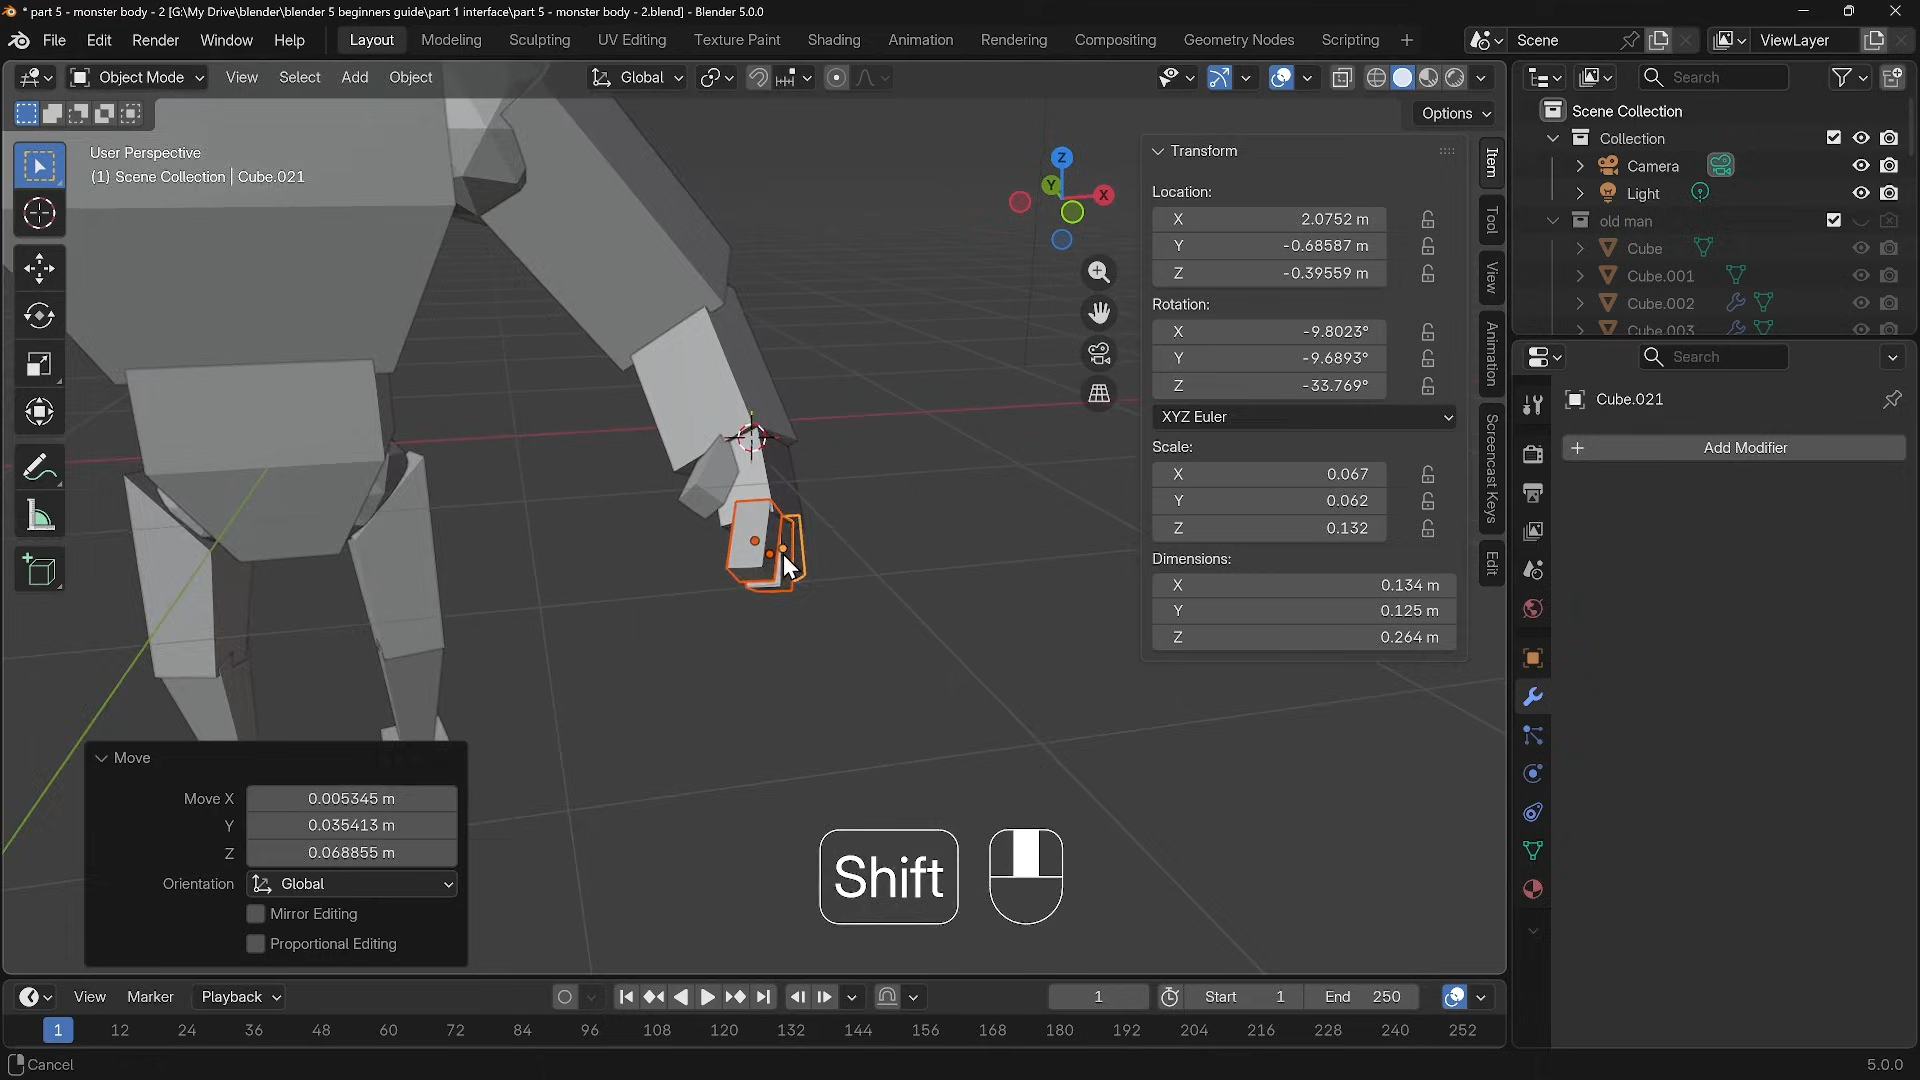 * part 5 - monster body - 2 [G:\My Drive\blender\blender 5 beginners guide\part 1 interface\part 5 - monster body - 2.blend] - Blender 5.0.0
File Edit Render Window Help Layout Modeling Sculpting UV Editing Texture Paint Shading Animation Rendering Compositing Geometry Nodes Scripting + Scene ViewLayer
Object Mode View Select Add Object Global Search
Options
User Perspective
(1) Scene Collection | Cube.021
Z
Y
X
Transform
Location:
X 2.0752 m
Y -0.68587 m
Z -0.39559 m
Rotation:
X -9.8023°
Y -9.6893°
Z -33.769°
XYZ Euler
Scale:
X 0.067
Y 0.062
Z 0.132
Dimensions:
X 0.134 m
Y 0.125 m
Z 0.264 m
Item
Tool
View
Animation
Screencast Keys
Edit
Scene Collection
Collection
Camera
Light
old man
Cube
Cube.001
Cube.002
Cube.003
Search
Cube.021
+ Add Modifier
Move
Move X 0.005345 m
Y 0.035413 m
Z 0.068855 m
Orientation Global
Mirror Editing
Proportional Editing
Shift
View Marker Playback 1 Start 1 End 250
1 12 24 36 48 60 72 84 96 108 120 132 144 156 168 180 192 204 216 228 240 252
Cancel 5.0.0